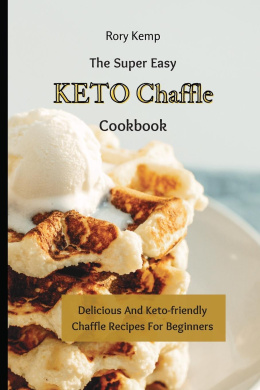 Rory Kemp
The Super Easy
KETO Chaffle
Cookbook
Delicious And Keto-friendly
Chaffle Recipes For Beginners